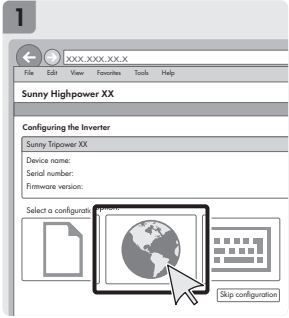 1
xxx.xxx.xx.x
File Edit View Favorites Tools Help
Sunny Highpower XX
Configuring the Inverter
Sunny Tripower XX
Device name:
Serial number:
Firmware version:
Select a configuratio option:
Skip configuration